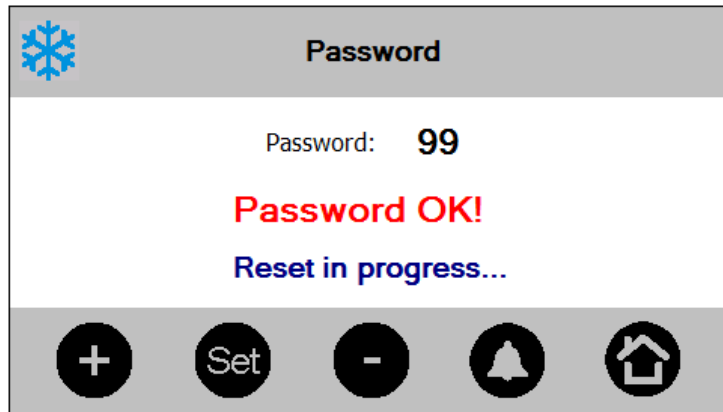 Password
Password: 99
Password OK!
Reset in progress...
+ Set -